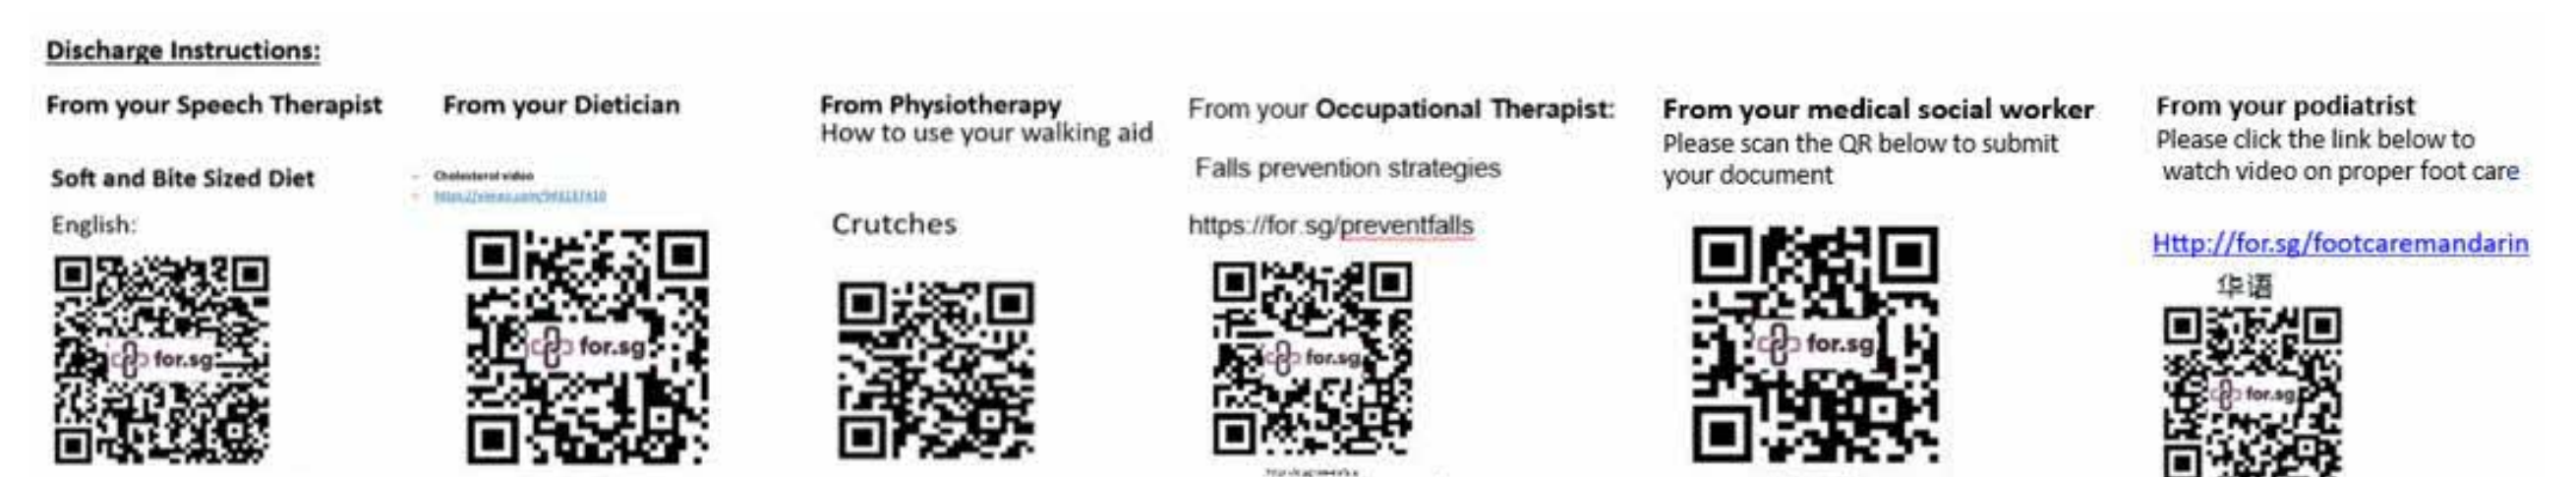 Discharge Instructions:
From your Speech Therapist
Soft and Bite Sized Diet
English:
for.sg
From your Dietician
Cholesterol video
for.sg
From Physiotherapy
How to use your walking aid
Crutches
From your Occupational Therapist:
Falls prevention strategies
https://for.sg/preventfalls
for.sg
From your medical social worker
Please scan the QR below to submit
your document
for.sg
From your podiatrist
Please click the link below to
watch video on proper foot care
Http://for.sg/footcaremandarin
华语
for.sg